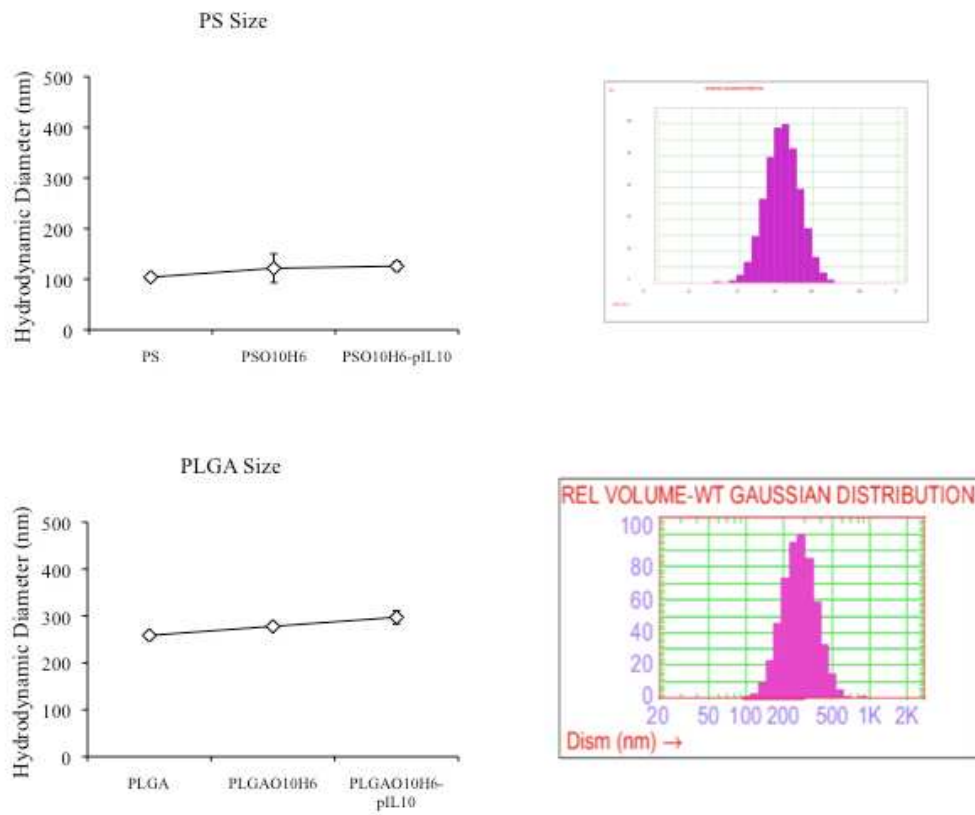 PS Size
Hydrodynamic Diameter (nm)
500
400
300
200
100
0
PS
PSO10H6
PSO10H6-pIL10
PLGA Size
Hydrodynamic Diameter (nm)
500
400
300
200
100
0
PLGA
PLGAO10H6
PLGAO10H6-
pIL10
REL VOLUME-WT GAUSSIAN DISTRIBUTION
100
80
60
40
20
0
20 50 100 200 500 1K 2K
Dism (nm) →